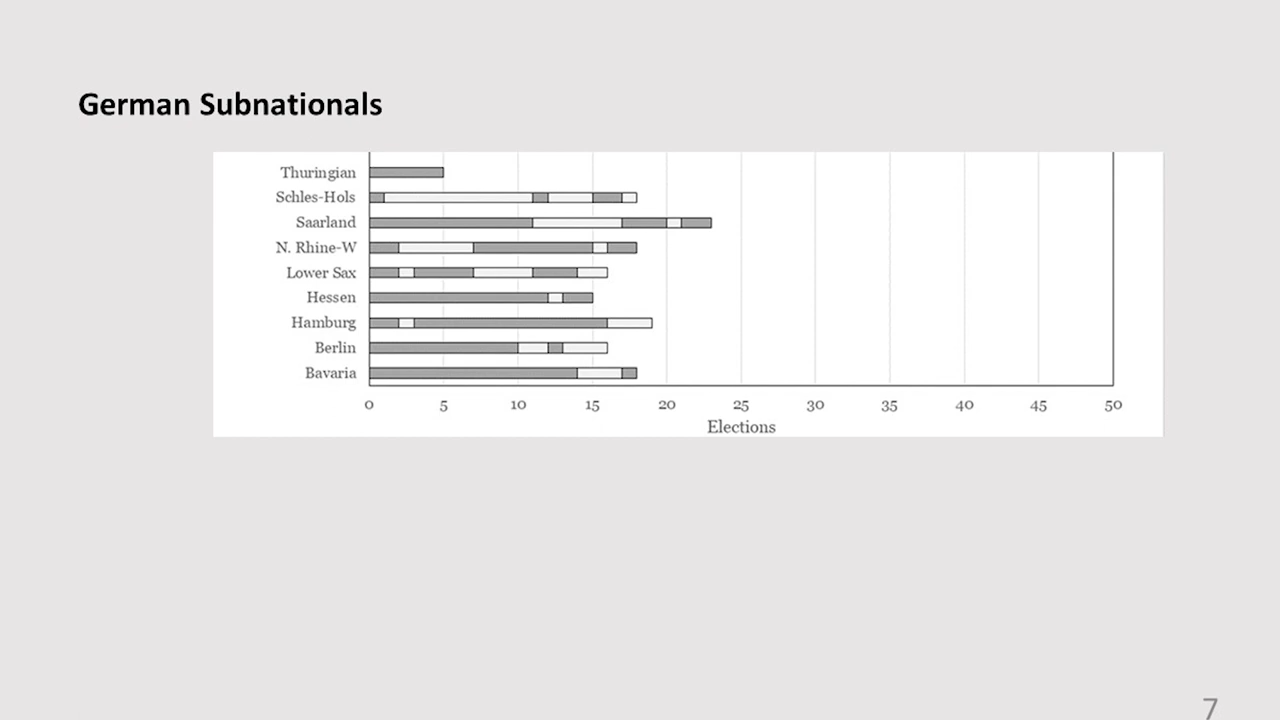 German Subnationals
Thuringian
Schles-Hols
Saarland
N. Rhine-W
Lower Sax
Hessen
Hamburg
Berlin
Bavaria
0 5 10 15 20 25 30 35 40 45 50
Elections
7